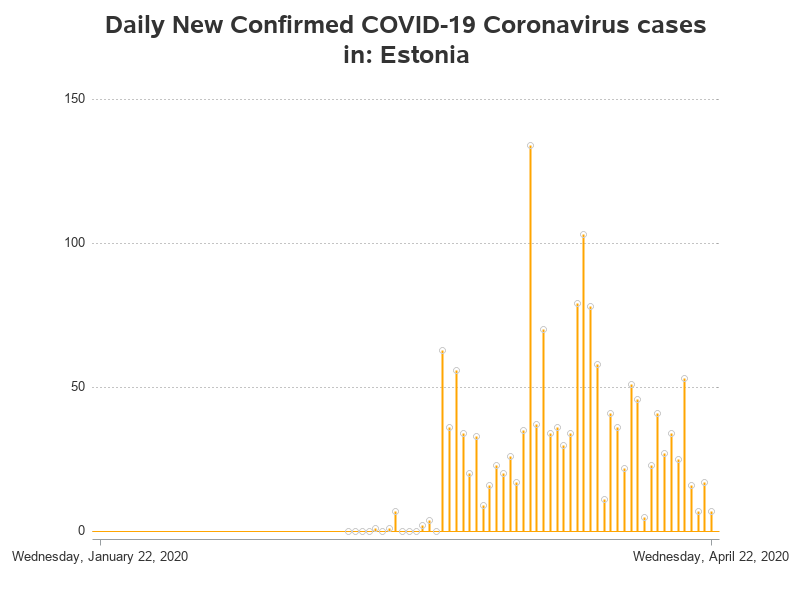 Daily New Confirmed COVID-19 Coronavirus cases
in: Estonia
150
100
50
0
Wednesday, January 22, 2020
Wednesday, April 22, 2020